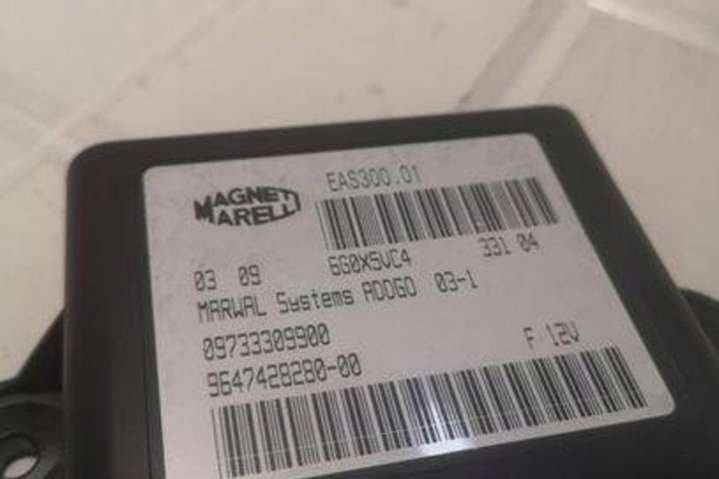 MAGNETI
MARELLI
EAS300.01
03 09 6G0X5VC4 331 04
MARWAL Systems ADDGO 03-1
09733309900
9647428280-00 F 12V